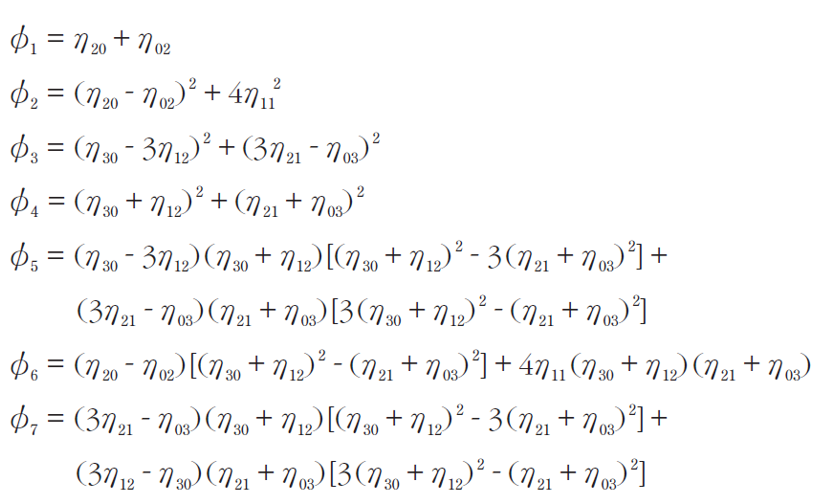 ϕ₁ = η₂₀ + η₀₂
ϕ₂ = (η₂₀ - η₀₂)² + 4η₁₁²
ϕ₃ = (η₃₀ - 3η₁₂)² + (3η₂₁ - η₀₃)²
ϕ₄ = (η₃₀ + η₁₂)² + (η₂₁ + η₀₃)²
ϕ₅ = (η₃₀ - 3η₁₂)(η₃₀ + η₁₂)[(η₃₀ + η₁₂)² - 3(η₂₁ + η₀₃)²] +
(3η₂₁ - η₀₃)(η₂₁ + η₀₃)[3(η₃₀ + η₁₂)² - (η₂₁ + η₀₃)²]
ϕ₆ = (η₂₀ - η₀₂)[(η₃₀ + η₁₂)² - (η₂₁ + η₀₃)²] + 4η₁₁(η₃₀ + η₁₂)(η₂₁ + η₀₃)
ϕ₇ = (3η₂₁ - η₀₃)(η₃₀ + η₁₂)[(η₃₀ + η₁₂)² - 3(η₂₁ + η₀₃)²] +
(3η₁₂ - η₃₀)(η₂₁ + η₀₃)[3(η₃₀ + η₁₂)² - (η₂₁ + η₀₃)²]